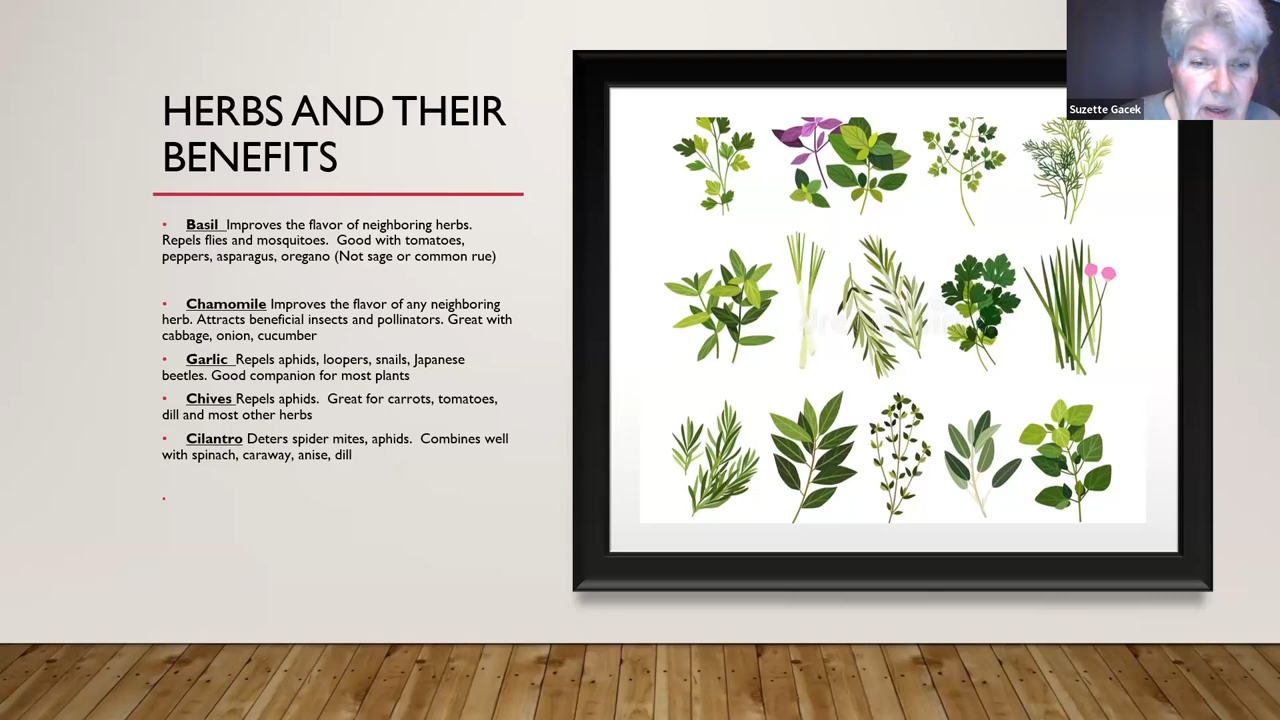 Suzette Gacek
HERBS AND THEIR
BENEFITS
• Basil Improves the flavor of neighboring herbs.
Repels flies and mosquitoes. Good with tomatoes,
peppers, asparagus, oregano (Not sage or common rue)
• Chamomile Improves the flavor of any neighboring
herb. Attracts beneficial insects and pollinators. Great with
cabbage, onion, cucumber
• Garlic Repels aphids, loopers, snails, Japanese
beetles. Good companion for most plants
• Chives Repels aphids. Great for carrots, tomatoes,
dill and most other herbs
• Cilantro Deters spider mites, aphids. Combines well
with spinach, caraway, anise, dill
•